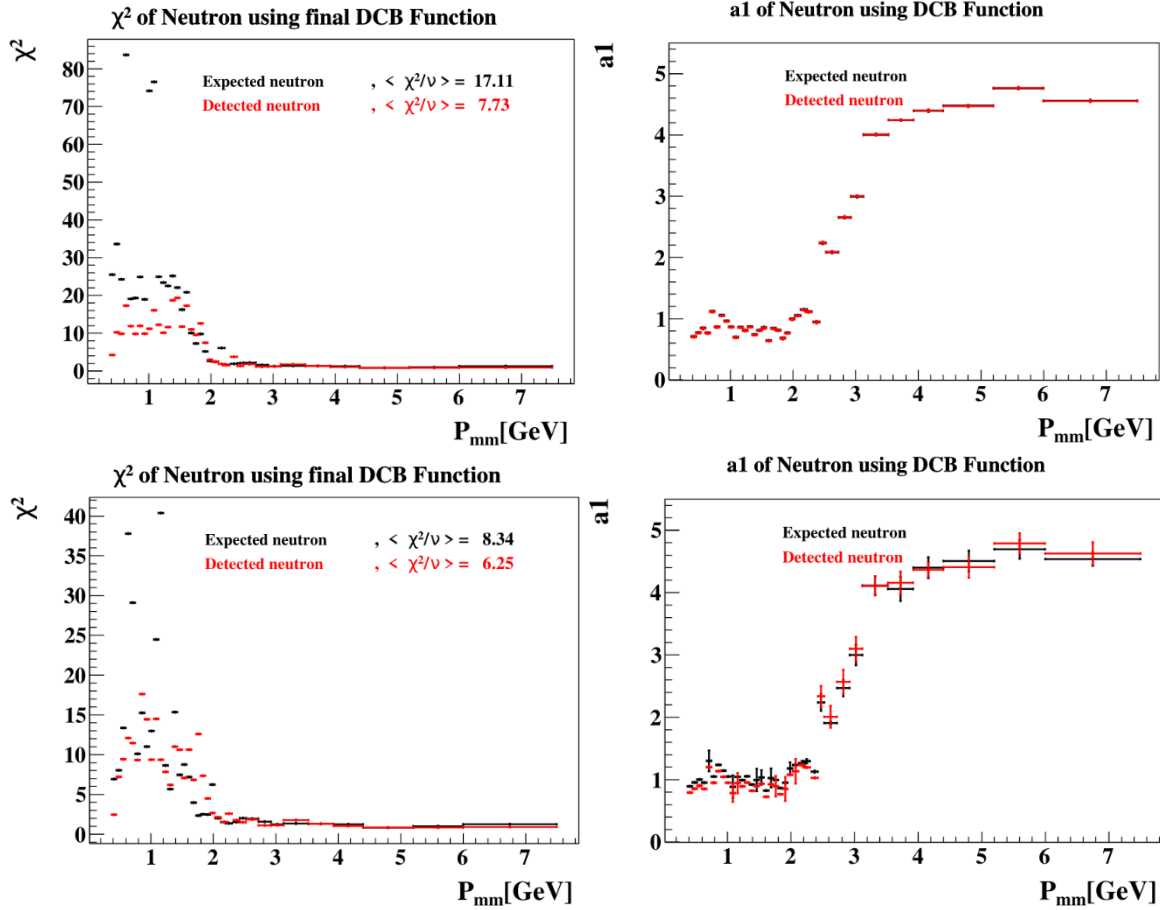 χ² of Neutron using final DCB Function
χ²
80
70
60
50
40
30
20
10
0
Expected neutron , < χ²/ν > = 17.11
Detected neutron , < χ²/ν > = 7.73
1 2 3 4 5 6 7
P_mm[GeV]
a1 of Neutron using DCB Function
a1
5
4
3
2
1
0
Expected neutron
Detected neutron
1 2 3 4 5 6 7
P_mm[GeV]
χ² of Neutron using final DCB Function
χ²
40
35
30
25
20
15
10
5
0
Expected neutron , < χ²/ν > = 8.34
Detected neutron , < χ²/ν > = 6.25
1 2 3 4 5 6 7
P_mm[GeV]
a1 of Neutron using DCB Function
a1
5
4
3
2
1
0
Expected neutron
Detected neutron
1 2 3 4 5 6 7
P_mm[GeV]